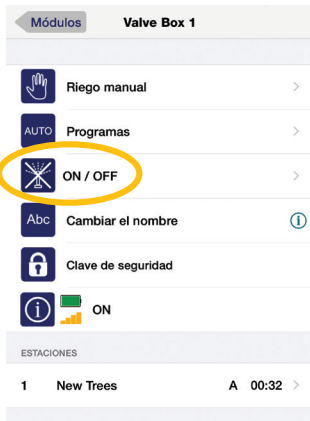 Módulos Valve Box 1
Riego manual
AUTO Programas
ON / OFF
Abc Cambiar el nombre i
Clave de seguridad
i ON
ESTACIONES
1 New Trees A 00:32